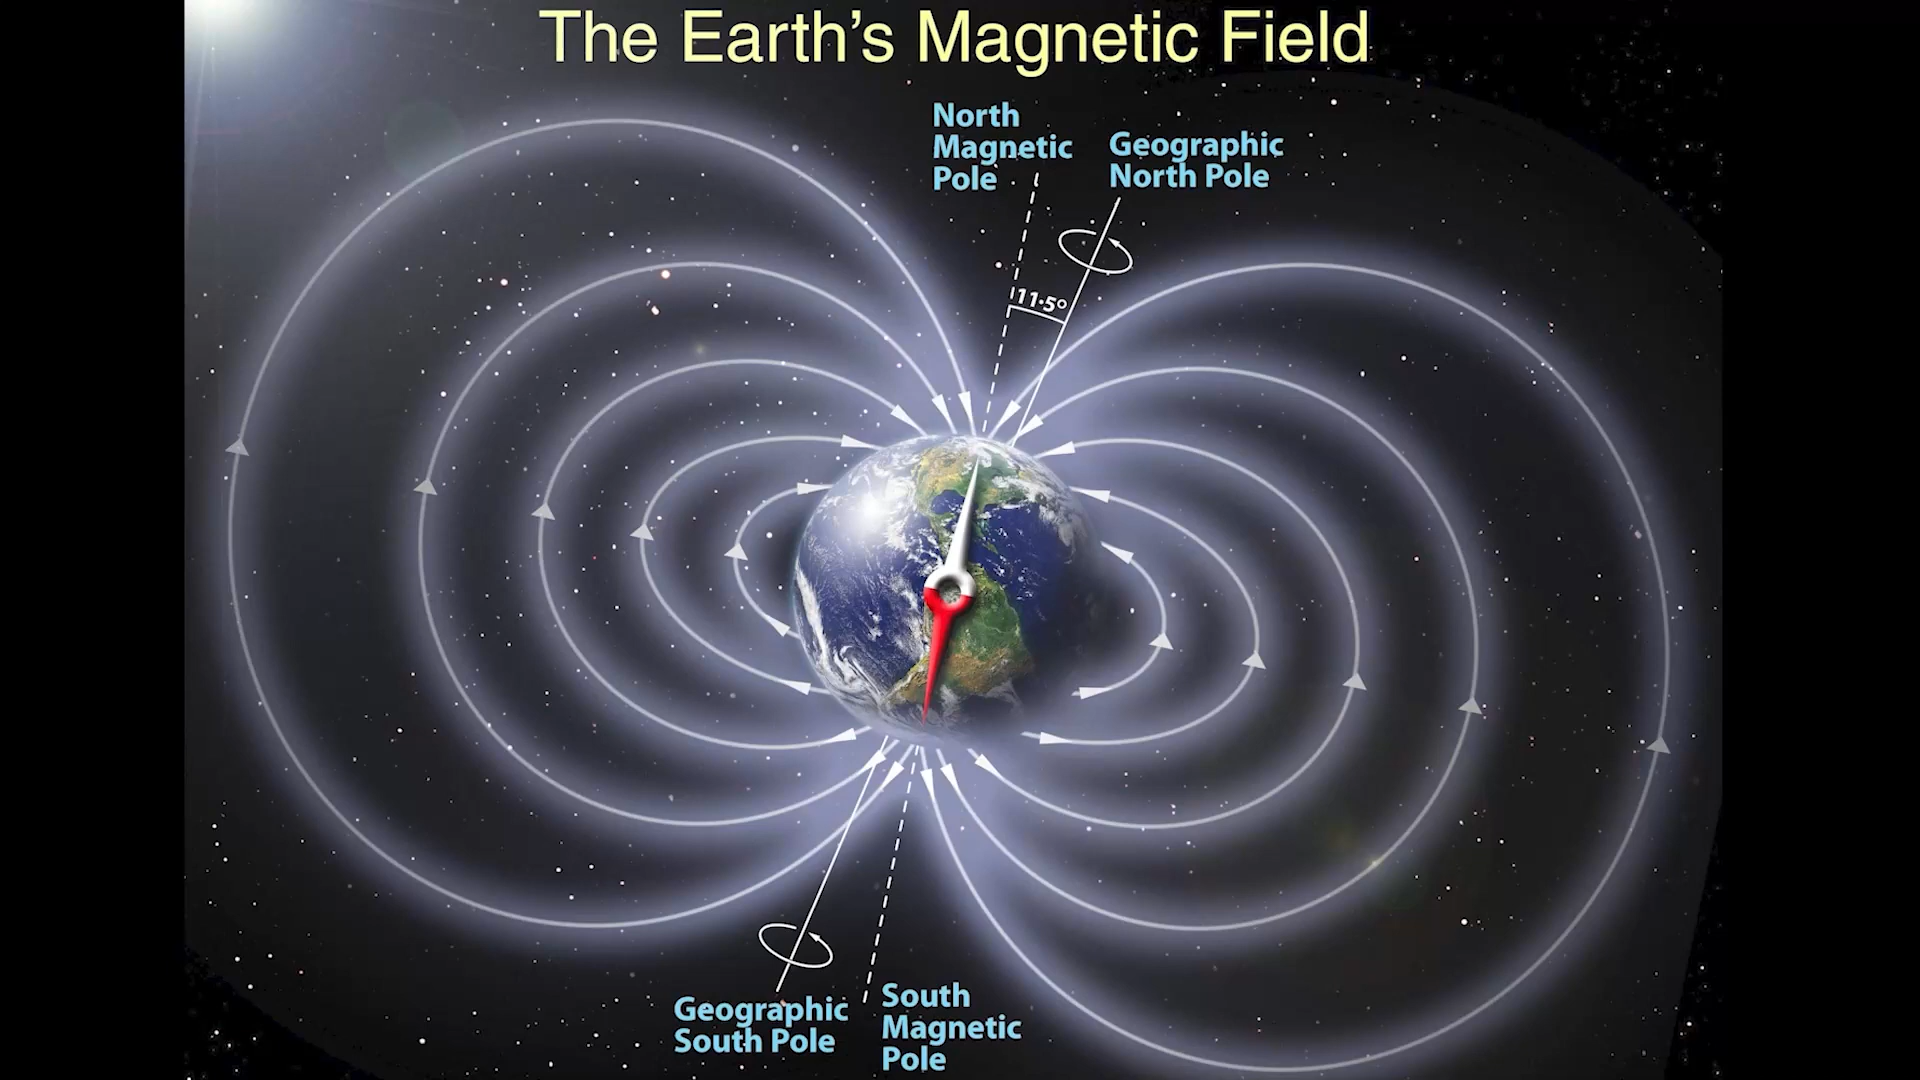 The Earth’s Magnetic Field
North
Magnetic
Pole
Geographic
North Pole
11·5°
Geographic
South Pole
South
Magnetic
Pole